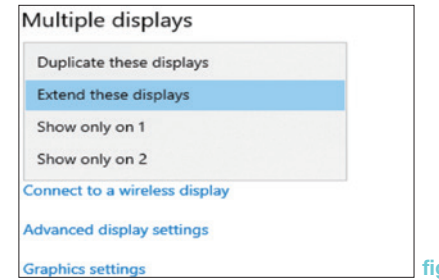 Multiple displays
Duplicate these displays
Extend these displays
Show only on 1
Show only on 2
Connect to a wireless display
Advanced display settings
Graphics settings
fig